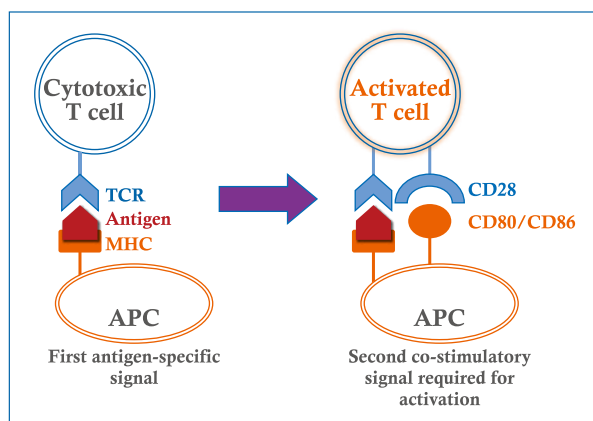 Cytotoxic
T cell
TCR
Antigen
MHC
APC
First antigen-specific
signal
Activated
T cell
CD28
CD80/CD86
APC
Second co-stimulatory
signal required for
activation